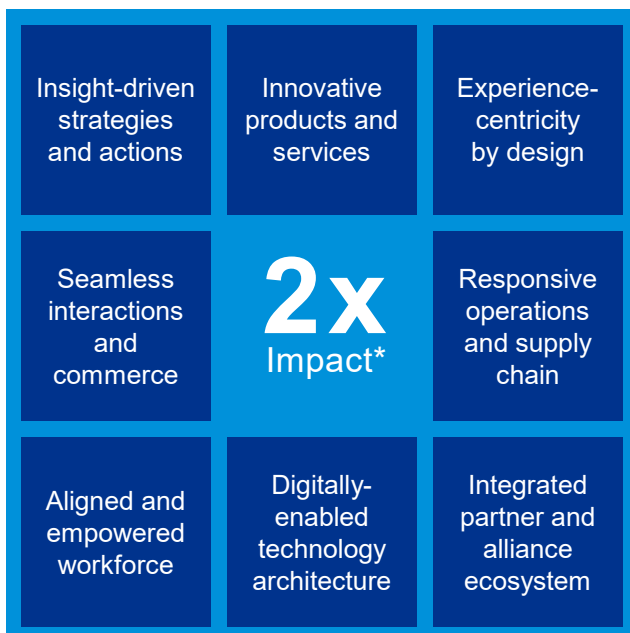 Insight-driven
strategies
and actions
Innovative
products and
services
Experience-
centricity
by design
Seamless
interactions
and
commerce
2x
Impact*
Responsive
operations
and supply
chain
Aligned and
empowered
workforce
Digitally-
enabled
technology
architecture
Integrated
partner and
alliance
ecosystem